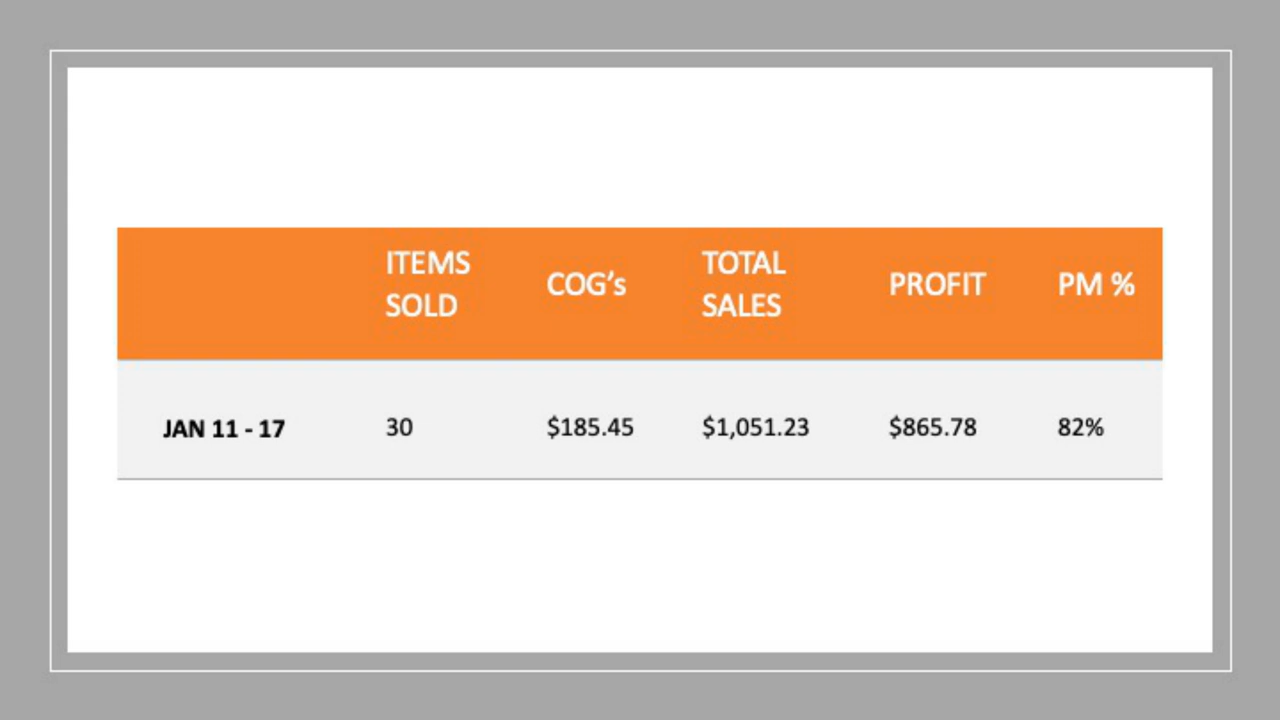 ITEMS
SOLD
COG’s
TOTAL
SALES
PROFIT
PM %
JAN 11 - 17
30
$185.45
$1,051.23
$865.78
82%